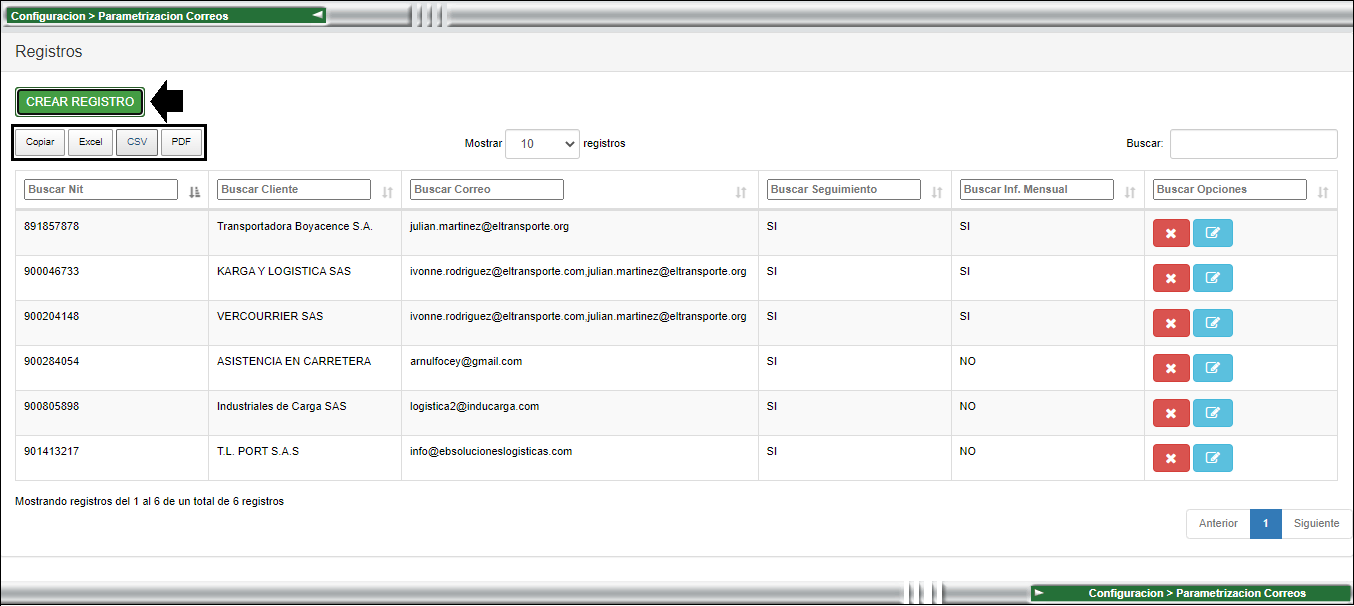 Configuracion > Parametrizacion Correos
Registros
CREAR REGISTRO
Copiar Excel CSV PDF Mostrar 10 registros Buscar:
Buscar Nit Buscar Cliente Buscar Correo Buscar Seguimiento Buscar Inf. Mensual Buscar Opciones
891857878 Transportadora Boyacence S.A. julian.martinez@eltransporte.org SI SI
900046733 KARGA Y LOGISTICA SAS ivonne.rodriguez@eltransporte.com,julian.martinez@eltransporte.org SI SI
900204148 VERCOURRIER SAS ivonne.rodriguez@eltransporte.com,julian.martinez@eltransporte.org SI SI
900284054 ASISTENCIA EN CARRETERA arnulfocey@gmail.com SI NO
900805898 Industriales de Carga SAS logistica2@inducarga.com SI NO
901413217 T.L. PORT S.A.S info@ebsolucioneslogisticas.com SI NO
Mostrando registros del 1 al 6 de un total de 6 registros
Anterior 1 Siguiente
Configuracion > Parametrizacion Correos